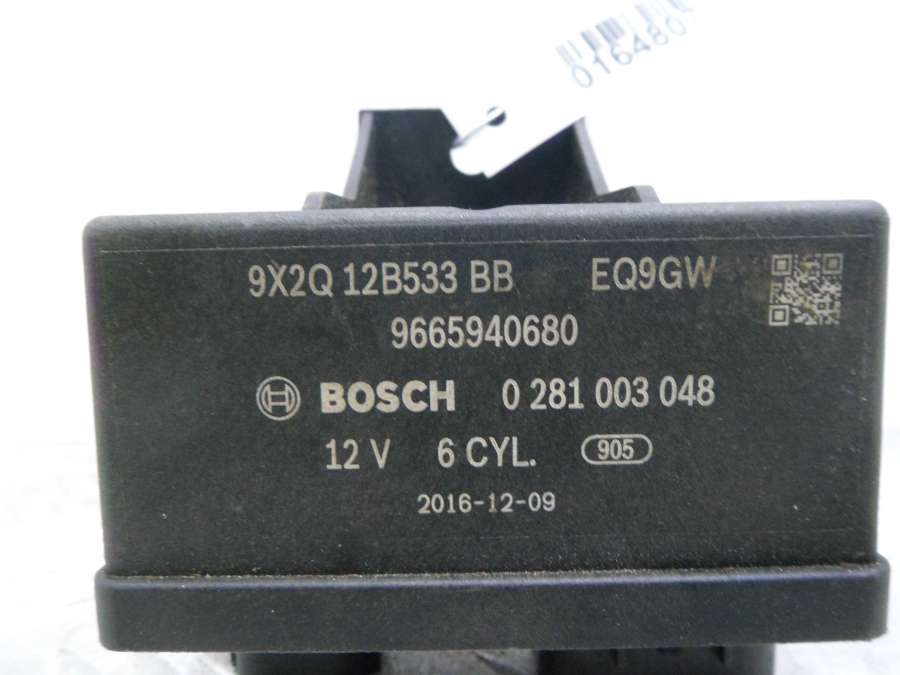 016480
9X2Q 12B533 BB EQ9GW
9665940680
BOSCH 0 281 003 048
12 V 6 CYL. 905
2016-12-09